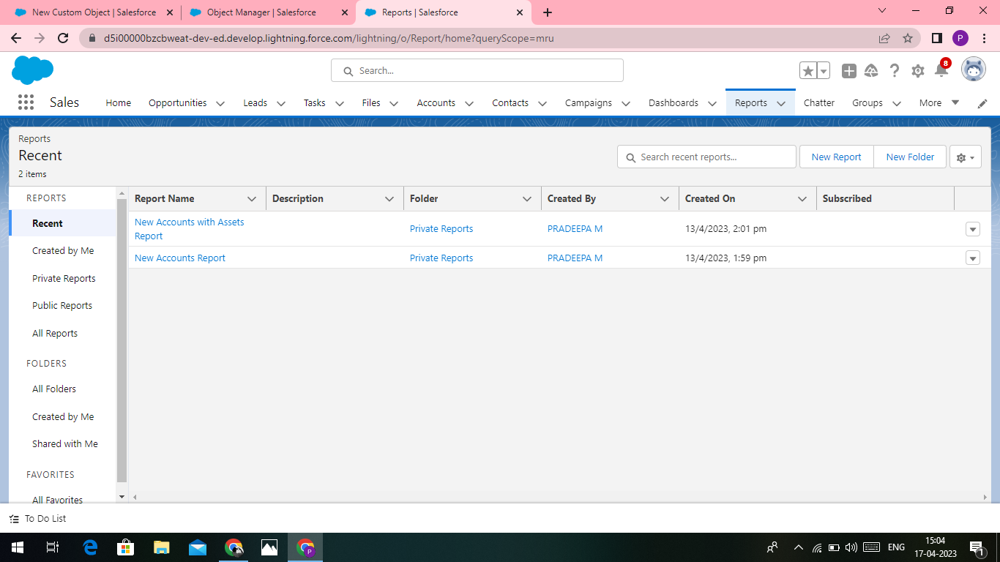 New Custom Object | Salesforce
Object Manager | Salesforce
Reports | Salesforce
d5i00000bzcbweat-dev-ed.develop.lightning.force.com/lightning/o/Report/home?queryScope=mru
P
Search...
8
Sales
Home
Opportunities
Leads
Tasks
Files
Accounts
Contacts
Campaigns
Dashboards
Reports
Chatter
Groups
More
Reports
Recent
2 items
Search recent reports...
New Report
New Folder
REPORTS
Recent
Created by Me
Private Reports
Public Reports
All Reports
FOLDERS
All Folders
Created by Me
Shared with Me
FAVORITES
All Favorites
Report Name
Description
Folder
Created By
Created On
Subscribed
New Accounts with Assets
Report
Private Reports
PRADEEPA M
13/4/2023, 2:01 pm
New Accounts Report
Private Reports
PRADEEPA M
13/4/2023, 1:59 pm
To Do List
P
ENG
15:04
17-04-2023
1